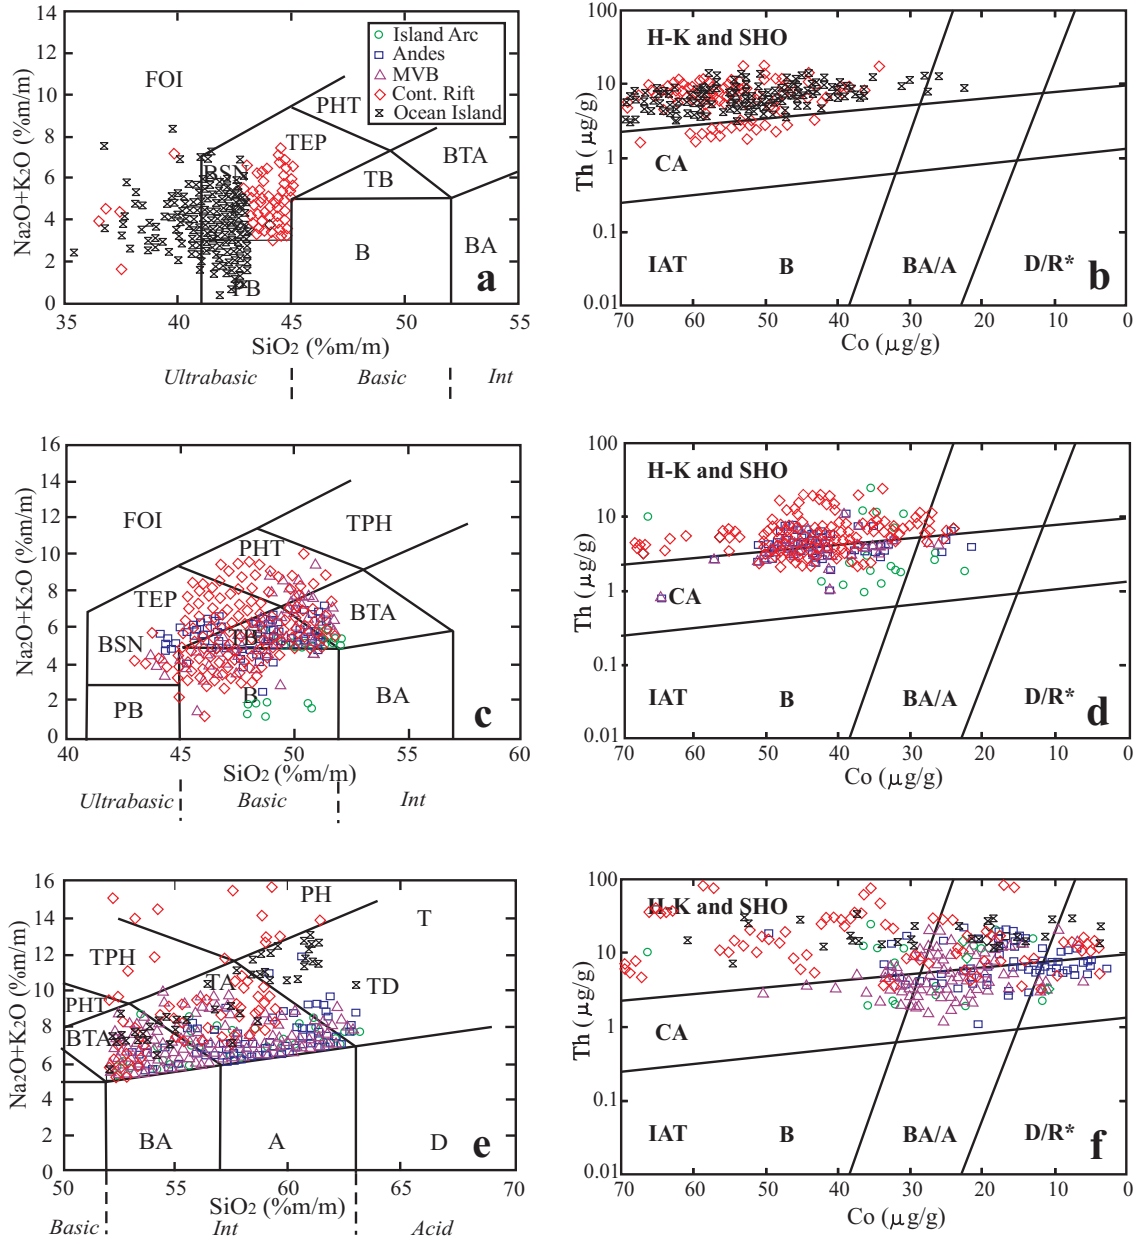 Na2O+K2O (%m/m)
14
12
10
8
6
4
2
0
FOI
PHT
TEP
BTA
BSN
TB
B
BA
PB
a
Island Arc
Andes
MVB
Cont. Rift
Ocean Island
35 40 45 50 55
SiO2 (%m/m)
Ultrabasic Basic Int
Th ( μg/g)
100
10
1
0.1
0.01
H-K and SHO
CA
IAT B BA/A D/R*
b
70 60 50 40 30 20 10 0
Co (μg/g)
Na2O+K2O (%m/m)
16
14
12
10
8
6
4
2
0
FOI
TPH
PHT
TEP
BTA
BSN
TB
PB
B
BA
c
40 45 50 55 60
SiO2 (%m/m)
Ultrabasic Basic Int
Th ( μg/g)
100
10
1
0.1
0.01
H-K and SHO
CA
IAT B BA/A D/R*
d
70 60 50 40 30 20 10 0
Co (μg/g)
Na2O+K2O (%m/m)
16
14
12
10
8
6
4
2
0
PH
T
TPH
TA
TD
PHT
BTA
BA
A
D
e
50 55 60 65 70
SiO2 (%m/m)
Basic Int Acid
Th ( μg/g)
100
10
1
0.1
0.01
H-K and SHO
CA
IAT B BA/A D/R*
f
70 60 50 40 30 20 10 0
Co (μg/g)